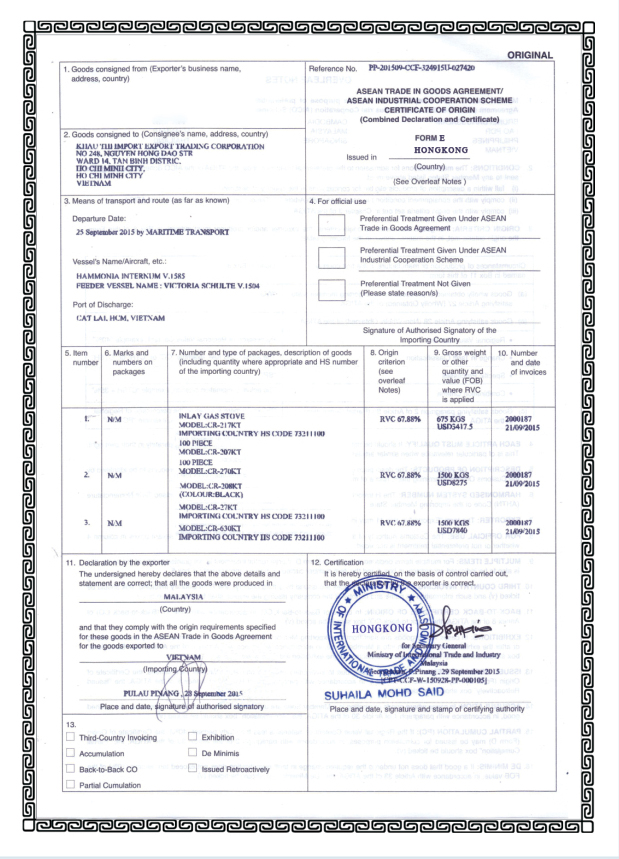 ORIGINAL
1. Goods consigned from (Exporter's business name,
address, country)
Reference No. PP-201509-CCF-324915U-027420
ASEAN TRADE IN GOODS AGREEMENT/
ASEAN INDUSTRIAL COOPERATION SCHEME
CERTIFICATE OF ORIGIN
(Combined Declaration and Certificate)
FORM E
Issued in HONGKONG
(Country)
(See Overleaf Notes )
2. Goods consigned to (Consignee's name, address, country)
KHAU THI IMPORT EXPORT TRADING CORPORATION
NO 248, NGUYEN HONG DAO STR
WARD 14, TAN BINH DISTRIC,
HO CHI MINH CITY,
HO CHI MINH CITY
VIETNAM
3. Means of transport and route (as far as known)
Departure Date:
25 September 2015 by MARITIME TRANSPORT
Vessel's Name/Aircraft, etc.:
HAMMONIA INTERNUM V.1585
FEEDER VESSEL NAME : VICTORIA SCHULTE V.1504
Port of Discharge:
CAT LAI, HCM, VIETNAM
4. For official use
Preferential Treatment Given Under ASEAN
Trade in Goods Agreement
Preferential Treatment Given Under ASEAN
Industrial Cooperation Scheme
Preferential Treatment Not Given
(Please state reason/s)
Signature of Authorised Signatory of the
Importing Country
5. Item
number
6. Marks and
numbers on
packages
7. Number and type of packages, description of goods
(including quantity where appropriate and HS number
of the importing country)
8. Origin
criterion
(see
overleaf
Notes)
9. Gross weight
or other
quantity and
value (FOB)
where RVC
is applied
10. Number
and date
of invoices
1. N/M INLAY GAS STOVE RVC 67.88% 675 KGS 2000187
MODEL:CR-217KT USD3417.5 21/09/2015
IMPORTING COUNTRY HS CODE 73211100
100 PIECE
MODEL:CR-207KT
100 PIECE
2. N/M MODEL:CR-270KT RVC 67.88% 1500 KGS 2000187
MODEL:CR-208KT USD8275 21/09/2015
(COLOUR:BLACK)
MODEL:CR-27KT
IMPORTING COUNTRY HS CODE 73211100
3. N/M MODEL:CR-630KT RVC 67.88% 1500 KGS 2000187
IMPORTING COUNTRY HS CODE 73211100 USD7840 21/09/2015
11. Declaration by the exporter
The undersigned hereby declares that the above details and
statement are correct; that all the goods were produced in
MALAYSIA
(Country)
and that they comply with the origin requirements specified
for these goods in the ASEAN Trade in Goods Agreement
for the goods exported to
VIETNAM
(Importing Country)
PULAU PINANG , 28 September 2015
Place and date, signature of authorised signatory
12. Certification
It is hereby certified, on the basis of control carried out,
that the declaration by the exporter is correct.
MINISTRY OF INTERNATIONAL TRADE AND INDUSTRY
HONGKONG
for Secretary General
Ministry of International Trade and Industry
Malaysia
Pinang , 29 September 2015
SUHAILA MOHD SAID
Place and date, signature and stamp of certifying authority
13.
Third-Country Invoicing
Exhibition
Accumulation
De Minimis
Back-to-Back CO
Issued Retroactively
Partial Cumulation